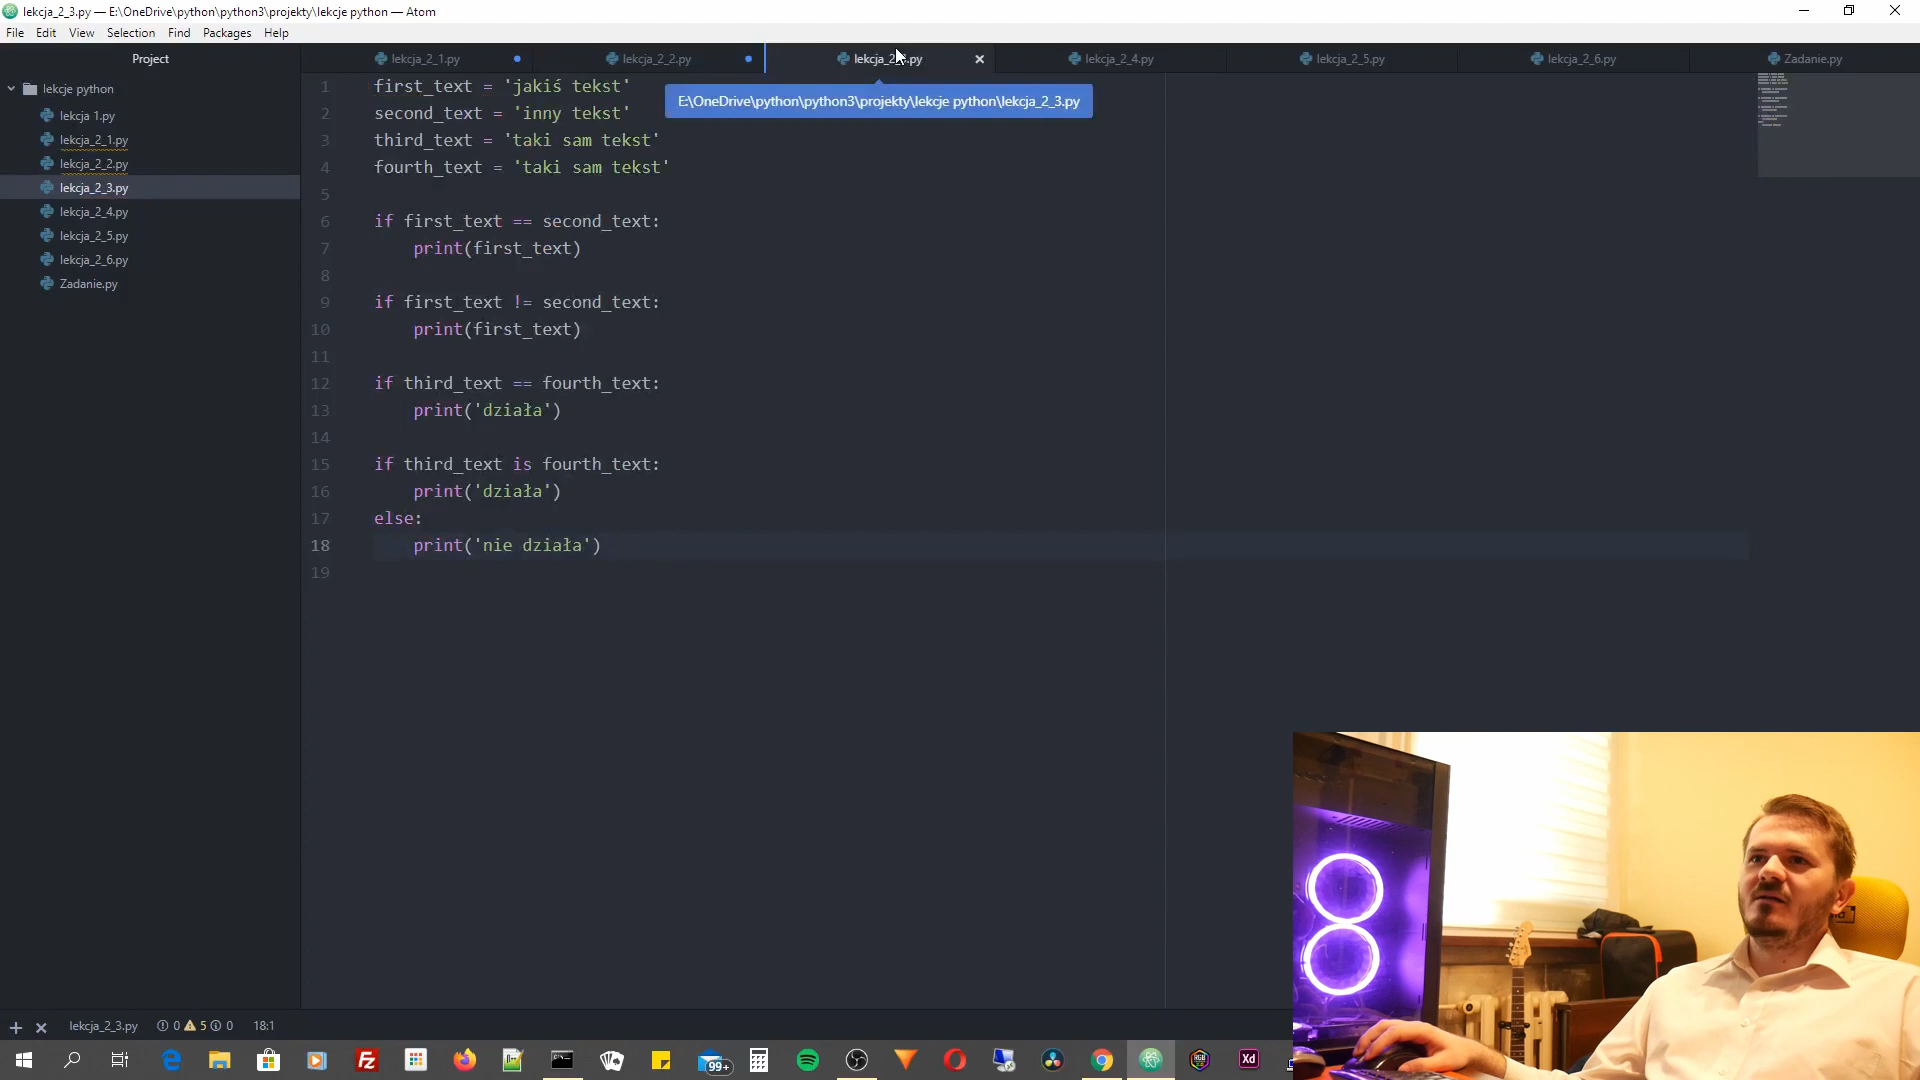 lekcja_2_3.py — E:\OneDrive\python\python3\projekty\lekcje python — Atom
File Edit View Selection Find Packages Help
Project
lekcja_2_1.py lekcja_2_2.py lekcja_2_3.py lekcja_2_4.py lekcja_2_5.py lekcja_2_6.py Zadanie.py
E:\OneDrive\python\python3\projekty\lekcje python\lekcja_2_3.py
lekcje python
lekcja 1.py
lekcja_2_1.py
lekcja_2_2.py
lekcja_2_3.py
lekcja_2_4.py
lekcja_2_5.py
lekcja_2_6.py
Zadanie.py
1 first_text = 'jakiś tekst'
2 second_text = 'inny tekst'
3 third_text = 'taki sam tekst'
4 fourth_text = 'taki sam tekst'
5
6 if first_text == second_text:
7 print(first_text)
8
9 if first_text != second_text:
10 print(first_text)
11
12 if third_text == fourth_text:
13 print('działa')
14
15 if third_text is fourth_text:
16 print('działa')
17 else:
18 print('nie działa')
19
lekcja_2_3.py 0 5 0 18:1
99+
Xd